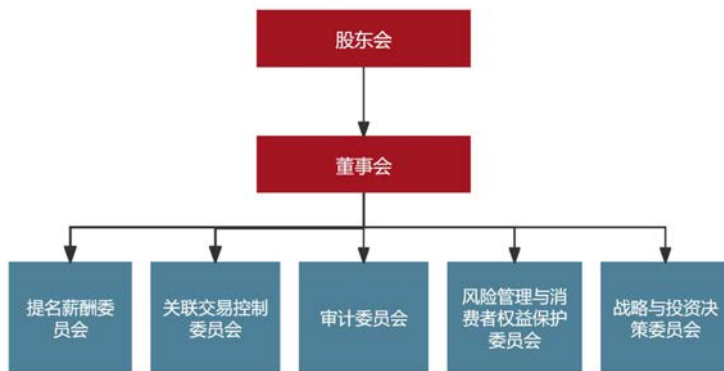 股东会
董事会
提名薪酬委
员会
关联交易控制
委员会
审计委员会
风险管理与消
费者权益保护
委员会
战略与投资决
策委员会